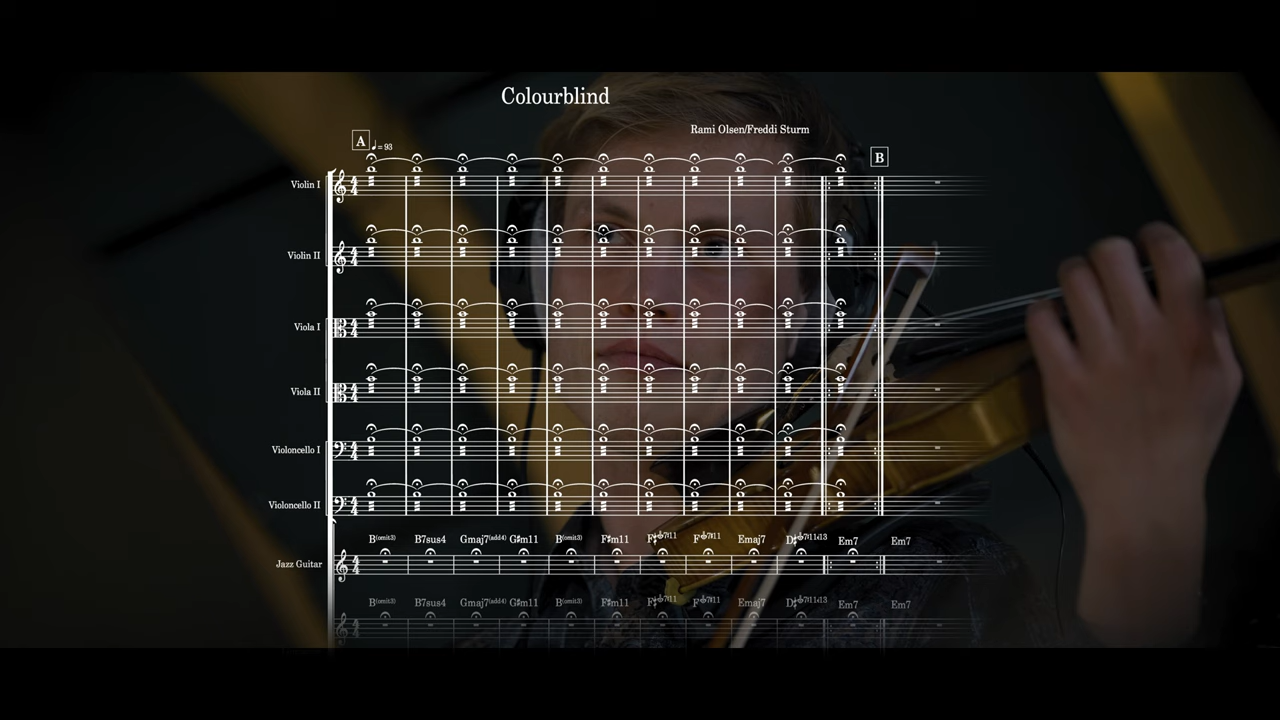 Colourblind
Rami Olsen/Freddi Sturm
A ♩ = 93
B
Violin I
Violin II
Viola I
Viola II
Violoncello I
Violoncello II
B(omit3) B7sus4 Gmaj7(add4) G♯m11 B(omit3) F♯m11 Emaj7 Em7 Em7
Jazz Guitar
B(omit3) B7sus4 Gmaj7(add4) G♯m11 B(omit3) F♯m11 Emaj7 Em7 Em7